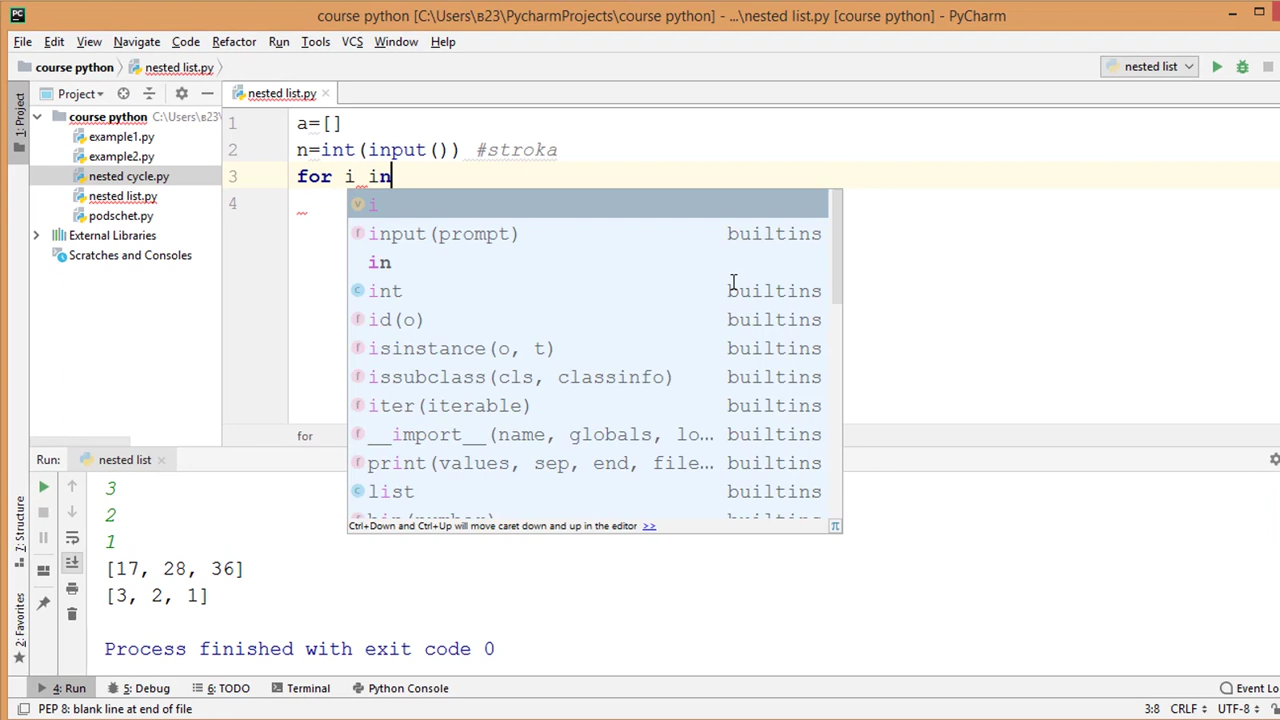 course python [C:\Users\в23\PycharmProjects\course python] - ...\nested list.py [course python] - PyCharm
File Edit View Navigate Code Refactor Run Tools VCS Window Help
course python nested list.py nested list
1: Project
Project
nested list.py
course python C:\Users\в23\
example1.py
example2.py
nested cycle.py
nested list.py
podschet.py
External Libraries
Scratches and Consoles
1 a=[]
2 n=int(input()) #stroka
3 for i in
4
i
input(prompt) builtins
in
int builtins
id(o) builtins
isinstance(o, t) builtins
issubclass(cls, classinfo) builtins
iter(iterable) builtins
__import__(name, globals, lo... builtins
print(values, sep, end, file... builtins
list builtins
Ctrl+Down and Ctrl+Up will move caret down and up in the editor >>
π
for
Run: nested list
3
2
1
[17, 28, 36]
[3, 2, 1]
Process finished with exit code 0
7: Structure
2: Favorites
4: Run 5: Debug 6: TODO Terminal Python Console Event Lo
PEP 8: blank line at end of file 3:8 CRLF UTF-8